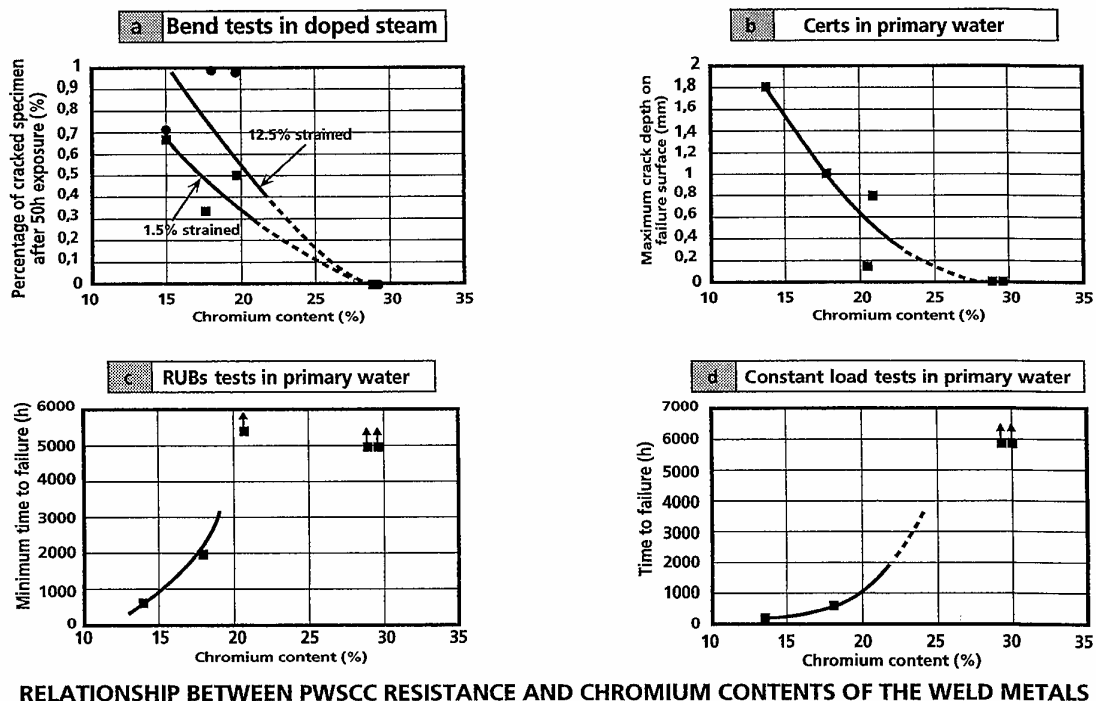 a Bend tests in doped steam
Percentage of cracked specimen
after 50h exposure (%)
1
0,9
0,7
0,6
0,5
0,4
0,3
0,2
0,1
0
12.5% strained
1.5% strained
10 15 20 25 30 35
Chromium content (%)
b Certs in primary water
Maximum crack depth on
failure surface (mm)
2
1,8
1,6
1,4
1,2
1
0,6
0,4
0,2
0
10 15 20 25 30 35
Chromium content (%)
c RUBs tests in primary water
Minimum time to failure (h)
6000
5000
4000
3000
2000
1000
0
10 15 20 25 30 35
Chromium content (%)
d Constant load tests in primary water
Time to failure (h)
7000
6000
5000
4000
3000
2000
1000
0
10 15 20 25 30 35
Chromium content (%)
RELATIONSHIP BETWEEN PWSCC RESISTANCE AND CHROMIUM CONTENTS OF THE WELD METALS